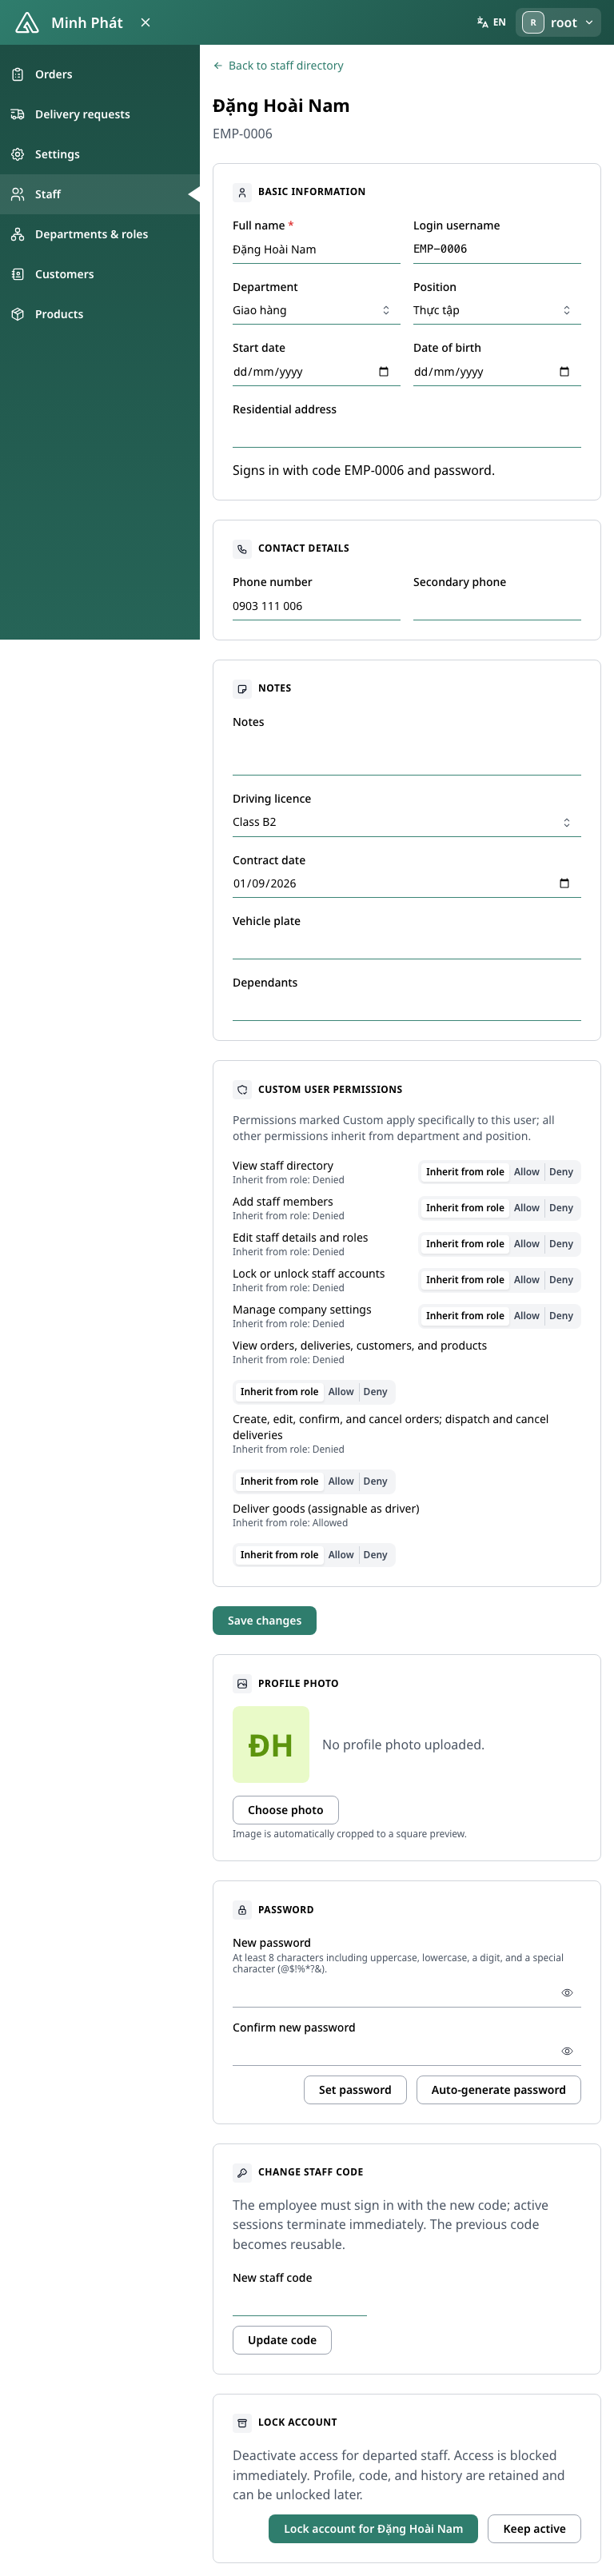 Minh Phát
EN
R
root
Orders
Delivery requests
Settings
Staff
Departments & roles
Customers
Products
Back to staff directory
Đặng Hoài Nam
EMP-0006
BASIC INFORMATION
Full name *
Login username
Đặng Hoài Nam
EMP-0006
Department
Position
Giao hàng
Thực tập
Start date
Date of birth
dd/mm/yyyy
dd/mm/yyyy
Residential address
Signs in with code EMP-0006 and password.
CONTACT DETAILS
Phone number
Secondary phone
0903 111 006
NOTES
Notes
Driving licence
Class B2
Contract date
01/09/2026
Vehicle plate
Dependants
CUSTOM USER PERMISSIONS
Permissions marked Custom apply specifically to this user; all
other permissions inherit from department and position.
View staff directory
Inherit from role: Denied
Inherit from role Allow Deny
Add staff members
Inherit from role: Denied
Inherit from role Allow Deny
Edit staff details and roles
Inherit from role: Denied
Inherit from role Allow Deny
Lock or unlock staff accounts
Inherit from role: Denied
Inherit from role Allow Deny
Manage company settings
Inherit from role: Denied
Inherit from role Allow Deny
View orders, deliveries, customers, and products
Inherit from role: Denied
Inherit from role Allow Deny
Create, edit, confirm, and cancel orders; dispatch and cancel
deliveries
Inherit from role: Denied
Inherit from role Allow Deny
Deliver goods (assignable as driver)
Inherit from role: Allowed
Inherit from role Allow Deny
Save changes
PROFILE PHOTO
ĐH
No profile photo uploaded.
Choose photo
Image is automatically cropped to a square preview.
PASSWORD
New password
At least 8 characters including uppercase, lowercase, a digit, and a special
character (@$!%*?&).
Confirm new password
Set password
Auto-generate password
CHANGE STAFF CODE
The employee must sign in with the new code; active
sessions terminate immediately. The previous code
becomes reusable.
New staff code
Update code
LOCK ACCOUNT
Deactivate access for departed staff. Access is blocked
immediately. Profile, code, and history are retained and
can be unlocked later.
Lock account for Đặng Hoài Nam
Keep active